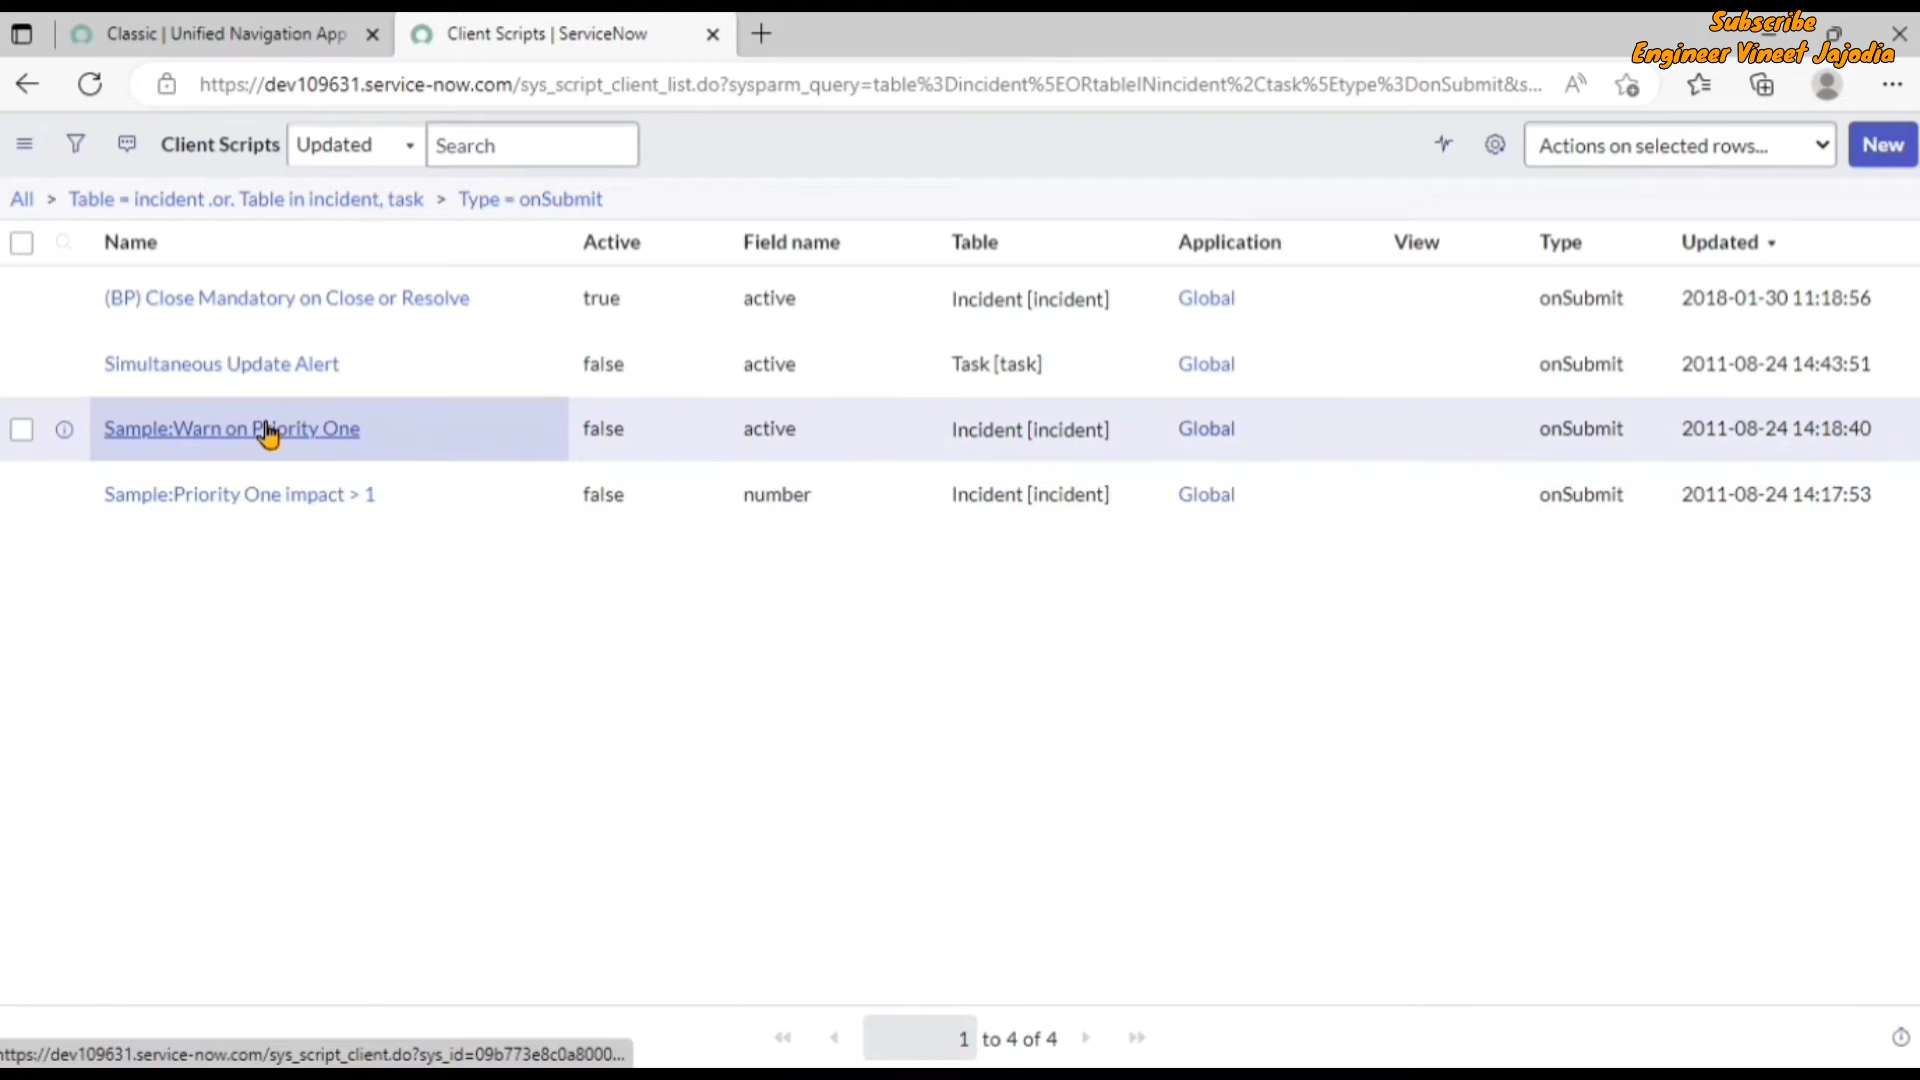 Classic | Unified Navigation App
Client Scripts | ServiceNow
Subscribe
Engineer Vineet Jajodia
https://dev109631.service-now.com/sys_script_client_list.do?sysparm_query=table%3Dincident%5EORtableINincident%2Ctask%5Etype%3DonSubmit&s...
Client Scripts Updated Search Actions on selected rows... New
All > Table = incident .or. Table in incident, task > Type = onSubmit
Name Active Field name Table Application View Type Updated
(BP) Close Mandatory on Close or Resolve true active Incident [incident] Global onSubmit 2018-01-30 11:18:56
Simultaneous Update Alert false active Task [task] Global onSubmit 2011-08-24 14:43:51
Sample:Warn on Priority One false active Incident [incident] Global onSubmit 2011-08-24 14:18:40
Sample:Priority One impact > 1 false number Incident [incident] Global onSubmit 2011-08-24 14:17:53
1 to 4 of 4
https://dev109631.service-now.com/sys_script_client.do?sys_id=09b773e8c0a8000...